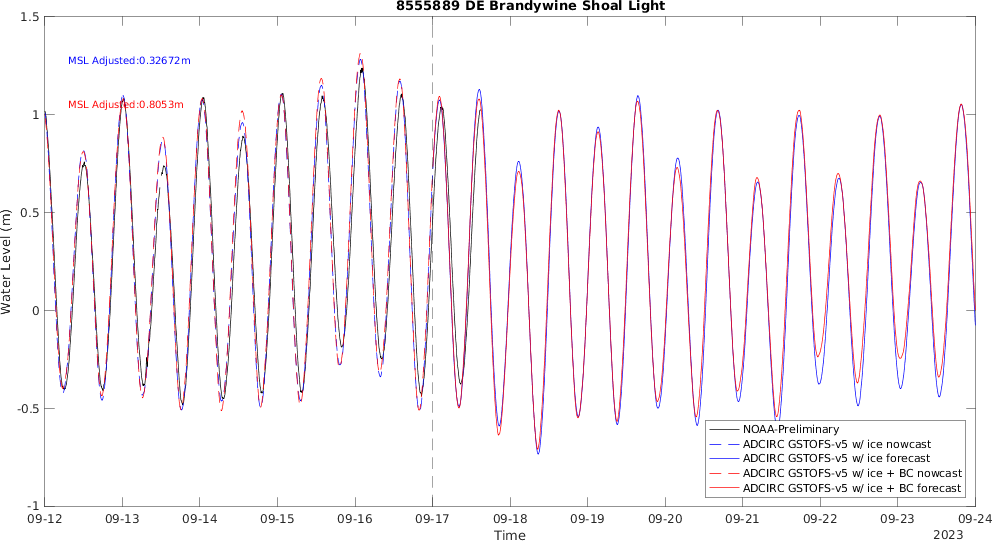 8555889 DE Brandywine Shoal Light
MSL Adjusted:0.32672m
MSL Adjusted:0.8053m
Water Level (m)
1.5
1
0.5
0
-0.5
-1
NOAA-Preliminary
ADCIRC GSTOFS-v5 w/ ice nowcast
ADCIRC GSTOFS-v5 w/ ice forecast
ADCIRC GSTOFS-v5 w/ ice + BC nowcast
ADCIRC GSTOFS-v5 w/ ice + BC forecast
09-12 09-13 09-14 09-15 09-16 09-17 09-18 09-19 09-20 09-21 09-22 09-23 09-24
Time
2023